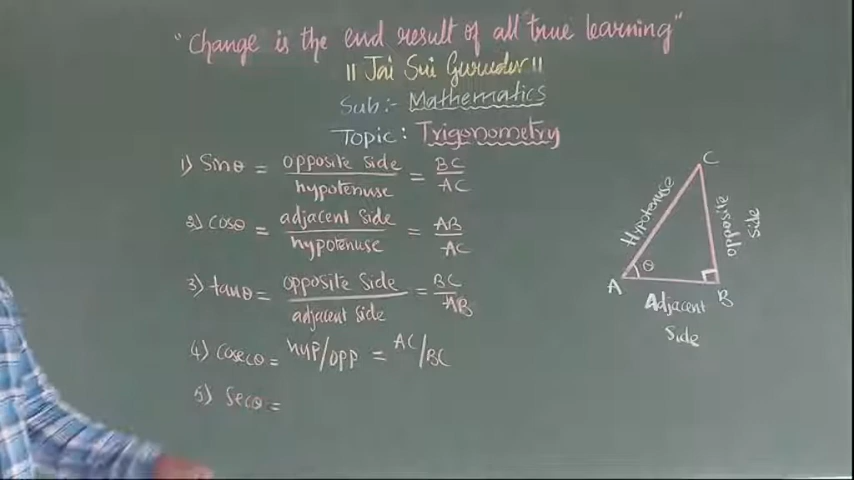 "Change is the end result of all true learning"
|| Jai Sri Gurudev ||
Sub:- Mathematics
Topic: Trigonometry
1) Sinθ = opposite side / hypotenuse = BC / AC
2) cosθ = adjacent side / hypotenuse = AB / AC
3) tanθ = opposite side / adjacent side = BC / AB
4) cosecθ = hyp/opp = AC/BC
5) Secθ =
C
Hypotenuse
opposite side
θ
A
B
Adjacent
Side